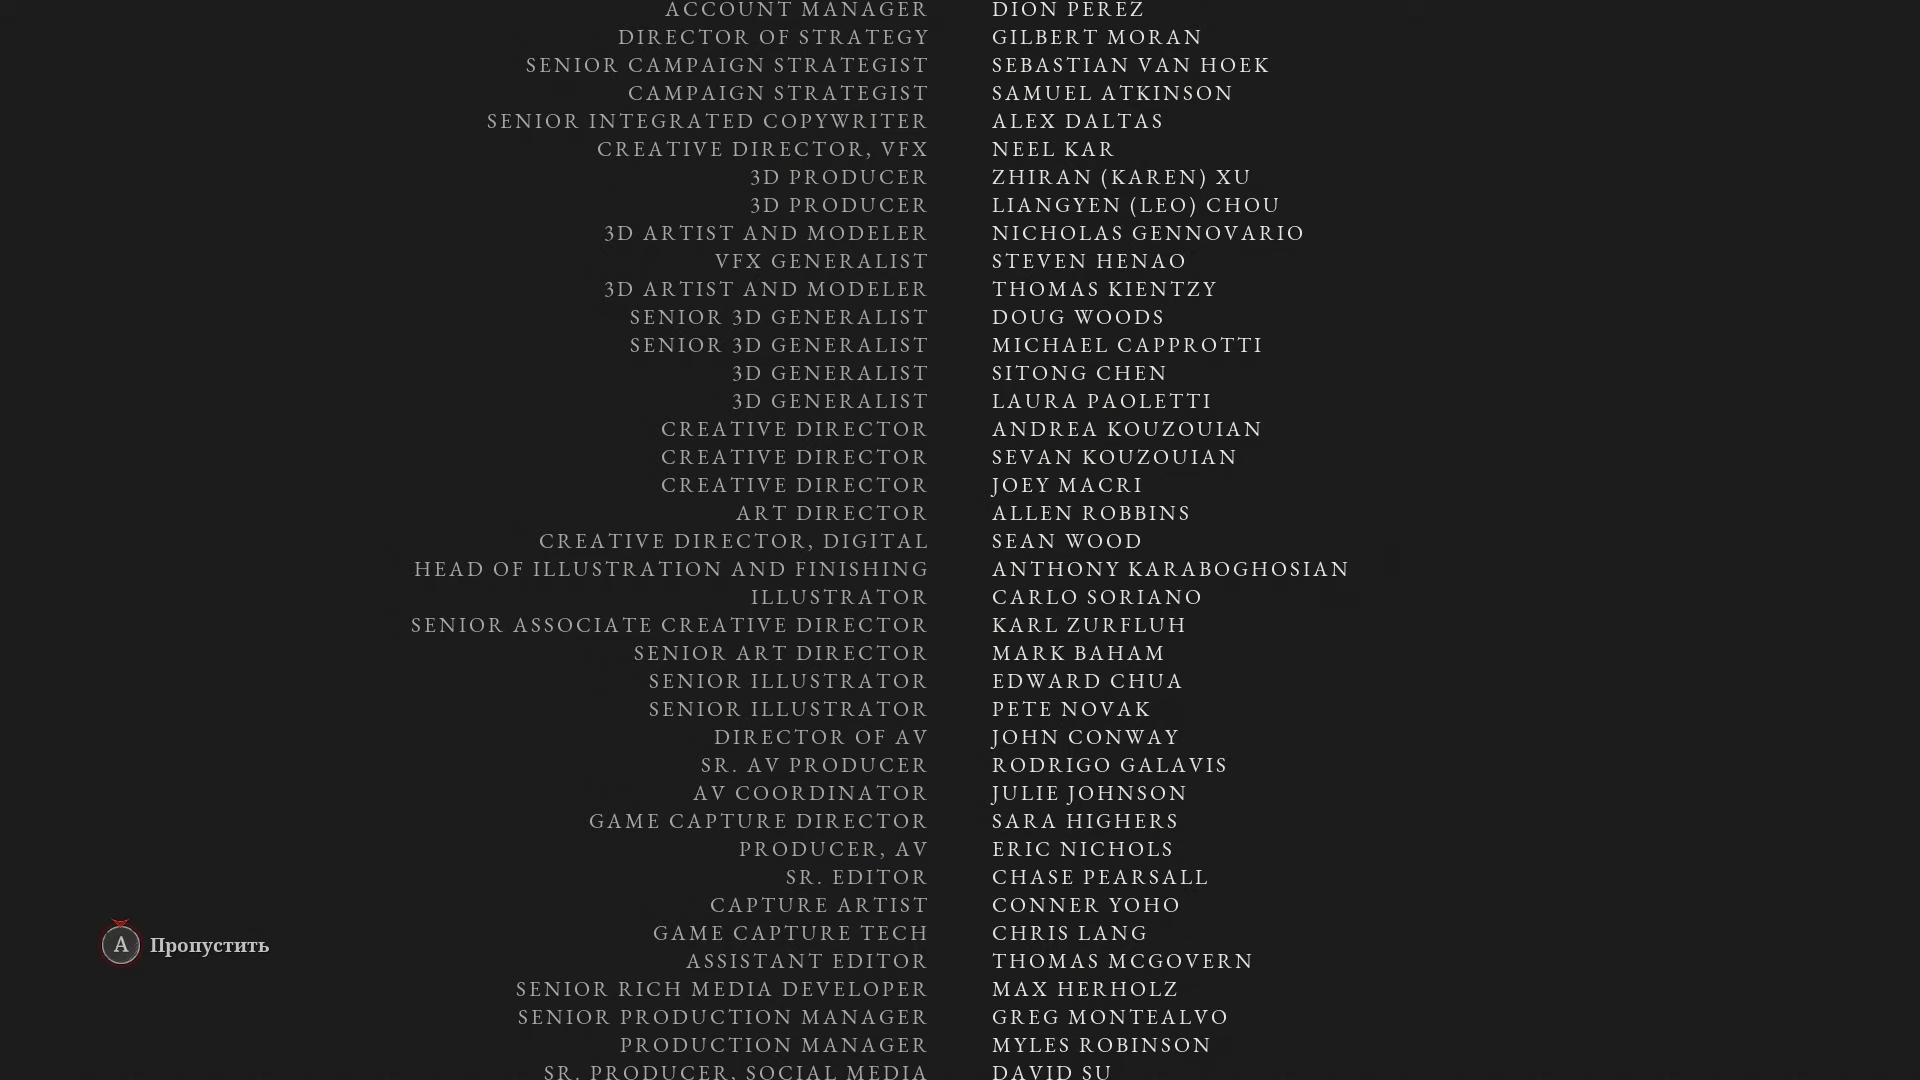 ACCOUNT MANAGER DION PEREZ
DIRECTOR OF STRATEGY GILBERT MORAN
SENIOR CAMPAIGN STRATEGIST SEBASTIAN VAN HOEK
CAMPAIGN STRATEGIST SAMUEL ATKINSON
SENIOR INTEGRATED COPYWRITER ALEX DALTAS
CREATIVE DIRECTOR, VFX NEEL KAR
3D PRODUCER ZHIRAN (KAREN) XU
3D PRODUCER LIANGYEN (LEO) CHOU
3D ARTIST AND MODELER NICHOLAS GENNOVARIO
VFX GENERALIST STEVEN HENAO
3D ARTIST AND MODELER THOMAS KIENTZY
SENIOR 3D GENERALIST DOUG WOODS
SENIOR 3D GENERALIST MICHAEL CAPPROTTI
3D GENERALIST SITONG CHEN
3D GENERALIST LAURA PAOLETTI
CREATIVE DIRECTOR ANDREA KOUZOUIAN
CREATIVE DIRECTOR SEVAN KOUZOUIAN
CREATIVE DIRECTOR JOEY MACRI
ART DIRECTOR ALLEN ROBBINS
CREATIVE DIRECTOR, DIGITAL SEAN WOOD
HEAD OF ILLUSTRATION AND FINISHING ANTHONY KARABOGHOSIAN
ILLUSTRATOR CARLO SORIANO
SENIOR ASSOCIATE CREATIVE DIRECTOR KARL ZURFLUH
SENIOR ART DIRECTOR MARK BAHAM
SENIOR ILLUSTRATOR EDWARD CHUA
SENIOR ILLUSTRATOR PETE NOVAK
DIRECTOR OF AV JOHN CONWAY
SR. AV PRODUCER RODRIGO GALAVIS
AV COORDINATOR JULIE JOHNSON
GAME CAPTURE DIRECTOR SARA HIGHERS
PRODUCER, AV ERIC NICHOLS
SR. EDITOR CHASE PEARSALL
CAPTURE ARTIST CONNER YOHO
GAME CAPTURE TECH CHRIS LANG
A Пропустить
ASSISTANT EDITOR THOMAS MCGOVERN
SENIOR RICH MEDIA DEVELOPER MAX HERHOLZ
SENIOR PRODUCTION MANAGER GREG MONTEALVO
PRODUCTION MANAGER MYLES ROBINSON
SR. PRODUCER, SOCIAL MEDIA DAVID SU